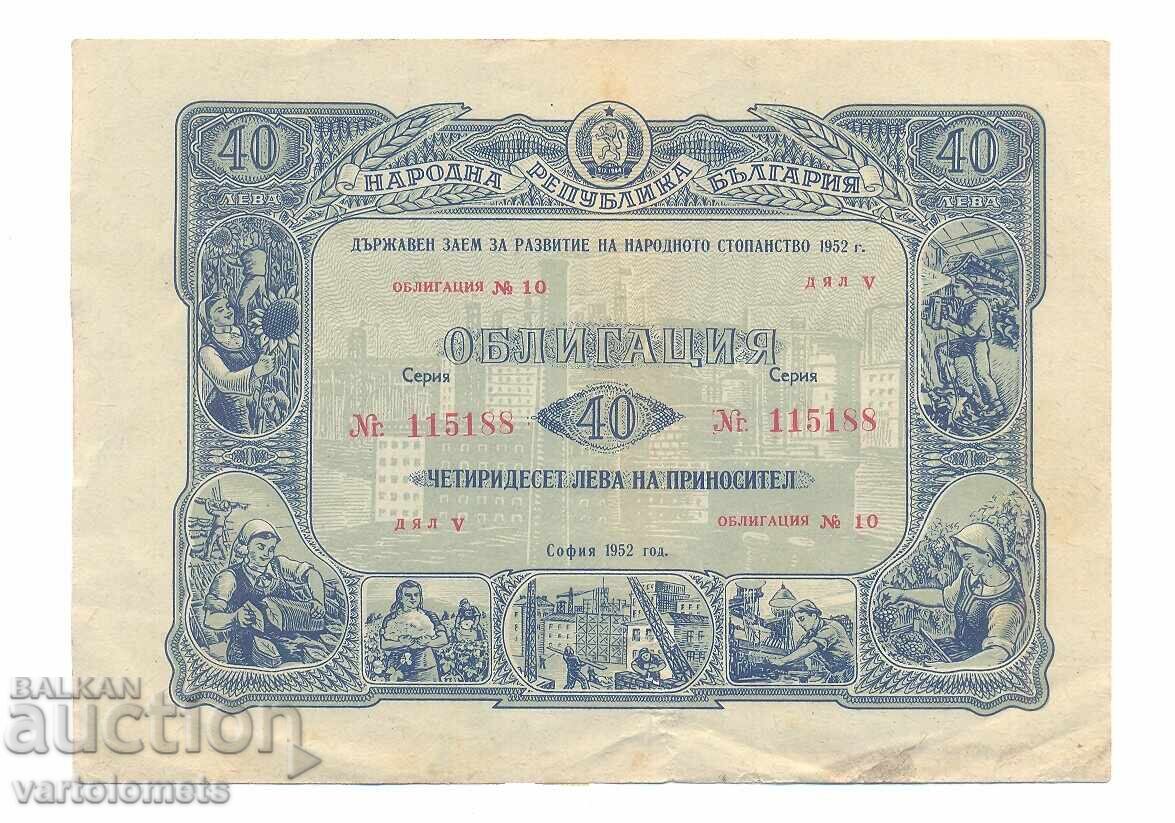 40 40
ЛЕВА ЛЕВА
НАРОДНА РЕПУБЛИКА БЪЛГАРИЯ
ДЪРЖАВЕН ЗАЕМ ЗА РАЗВИТИЕ НА НАРОДНОТО СТОПАНСТВО 1952 г.
ОБЛИГАЦИЯ № 10 ДЯЛ V
ОБЛИГАЦИЯ
Серия Серия
Nr. 115188 40 Nr. 115188
ЧЕТИРИДЕСЕТ ЛЕВА НА ПРИНОСИТЕЛ
ДЯЛ V ОБЛИГАЦИЯ № 10
София 1952 год.
BALKAN
auction
vartolomets